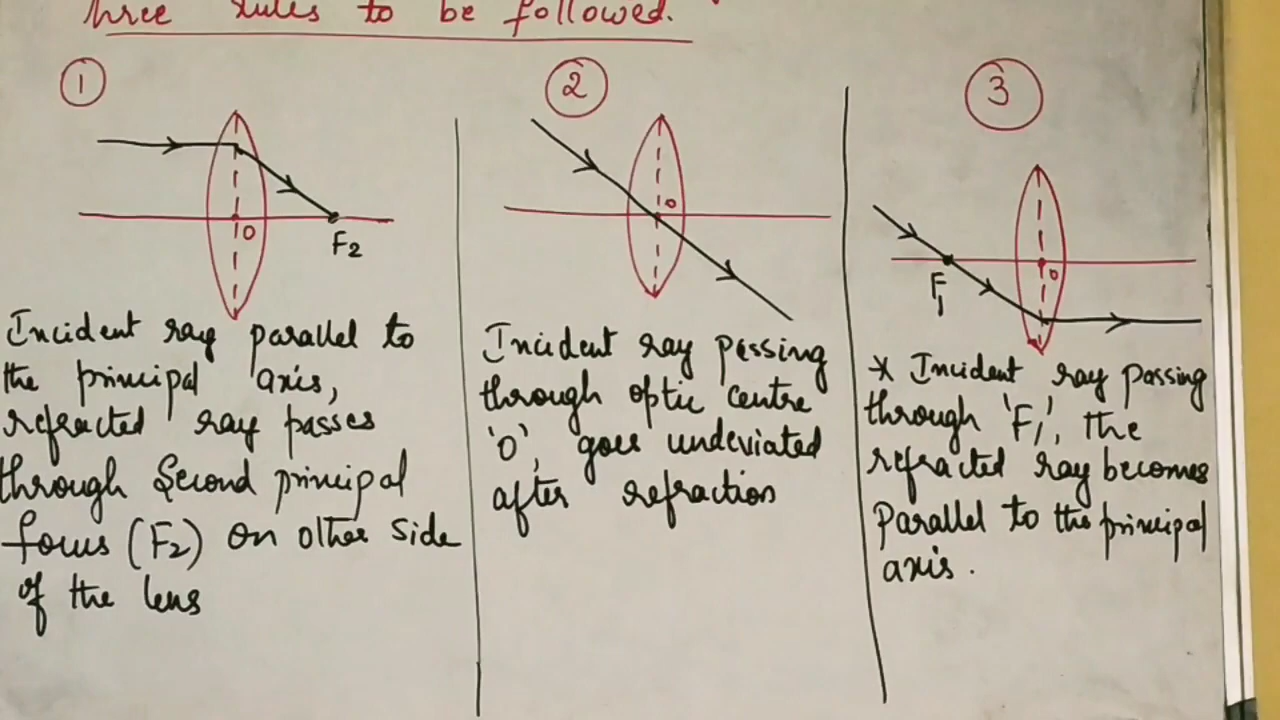 three rules to be followed.
1
O
F2
Incident ray parallel to
the principal axis,
refracted ray passes
through Second principal
focus (F2) on other side
of the lens
2
O
Incident ray passing
through optic centre
'O', goes undeviated
after refraction
3
F1
O
* Incident ray passing
through 'F1', the
refracted ray becomes
Parallel to the principal
axis.